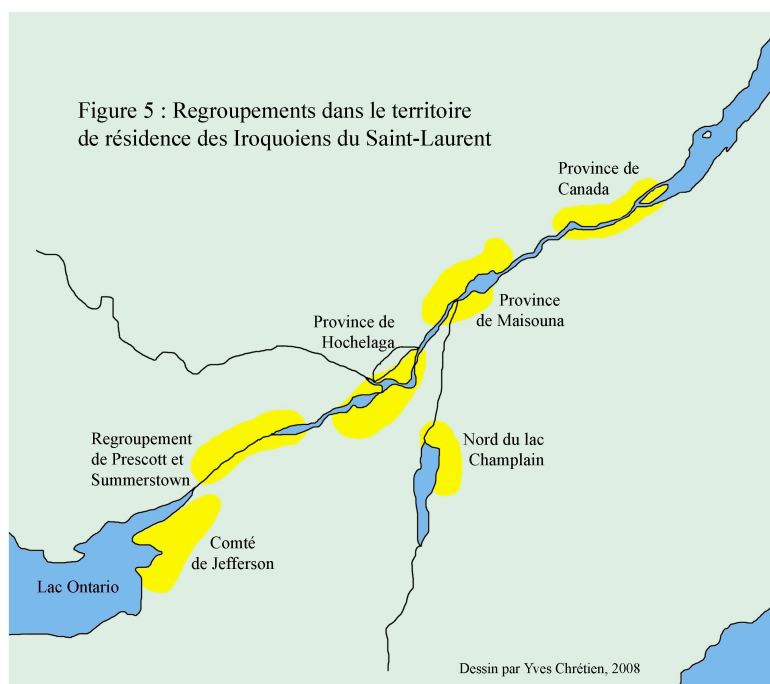 Figure 5 : Regroupements dans le territoire
de résidence des Iroquoiens du Saint-Laurent
Province de
Canada
Province
de Maisouna
Province de
Hochelaga
Regroupement
de Prescott et
Summerstown
Nord du lac
Champlain
Comté
de Jefferson
Lac Ontario
Dessin par Yves Chrétien, 2008